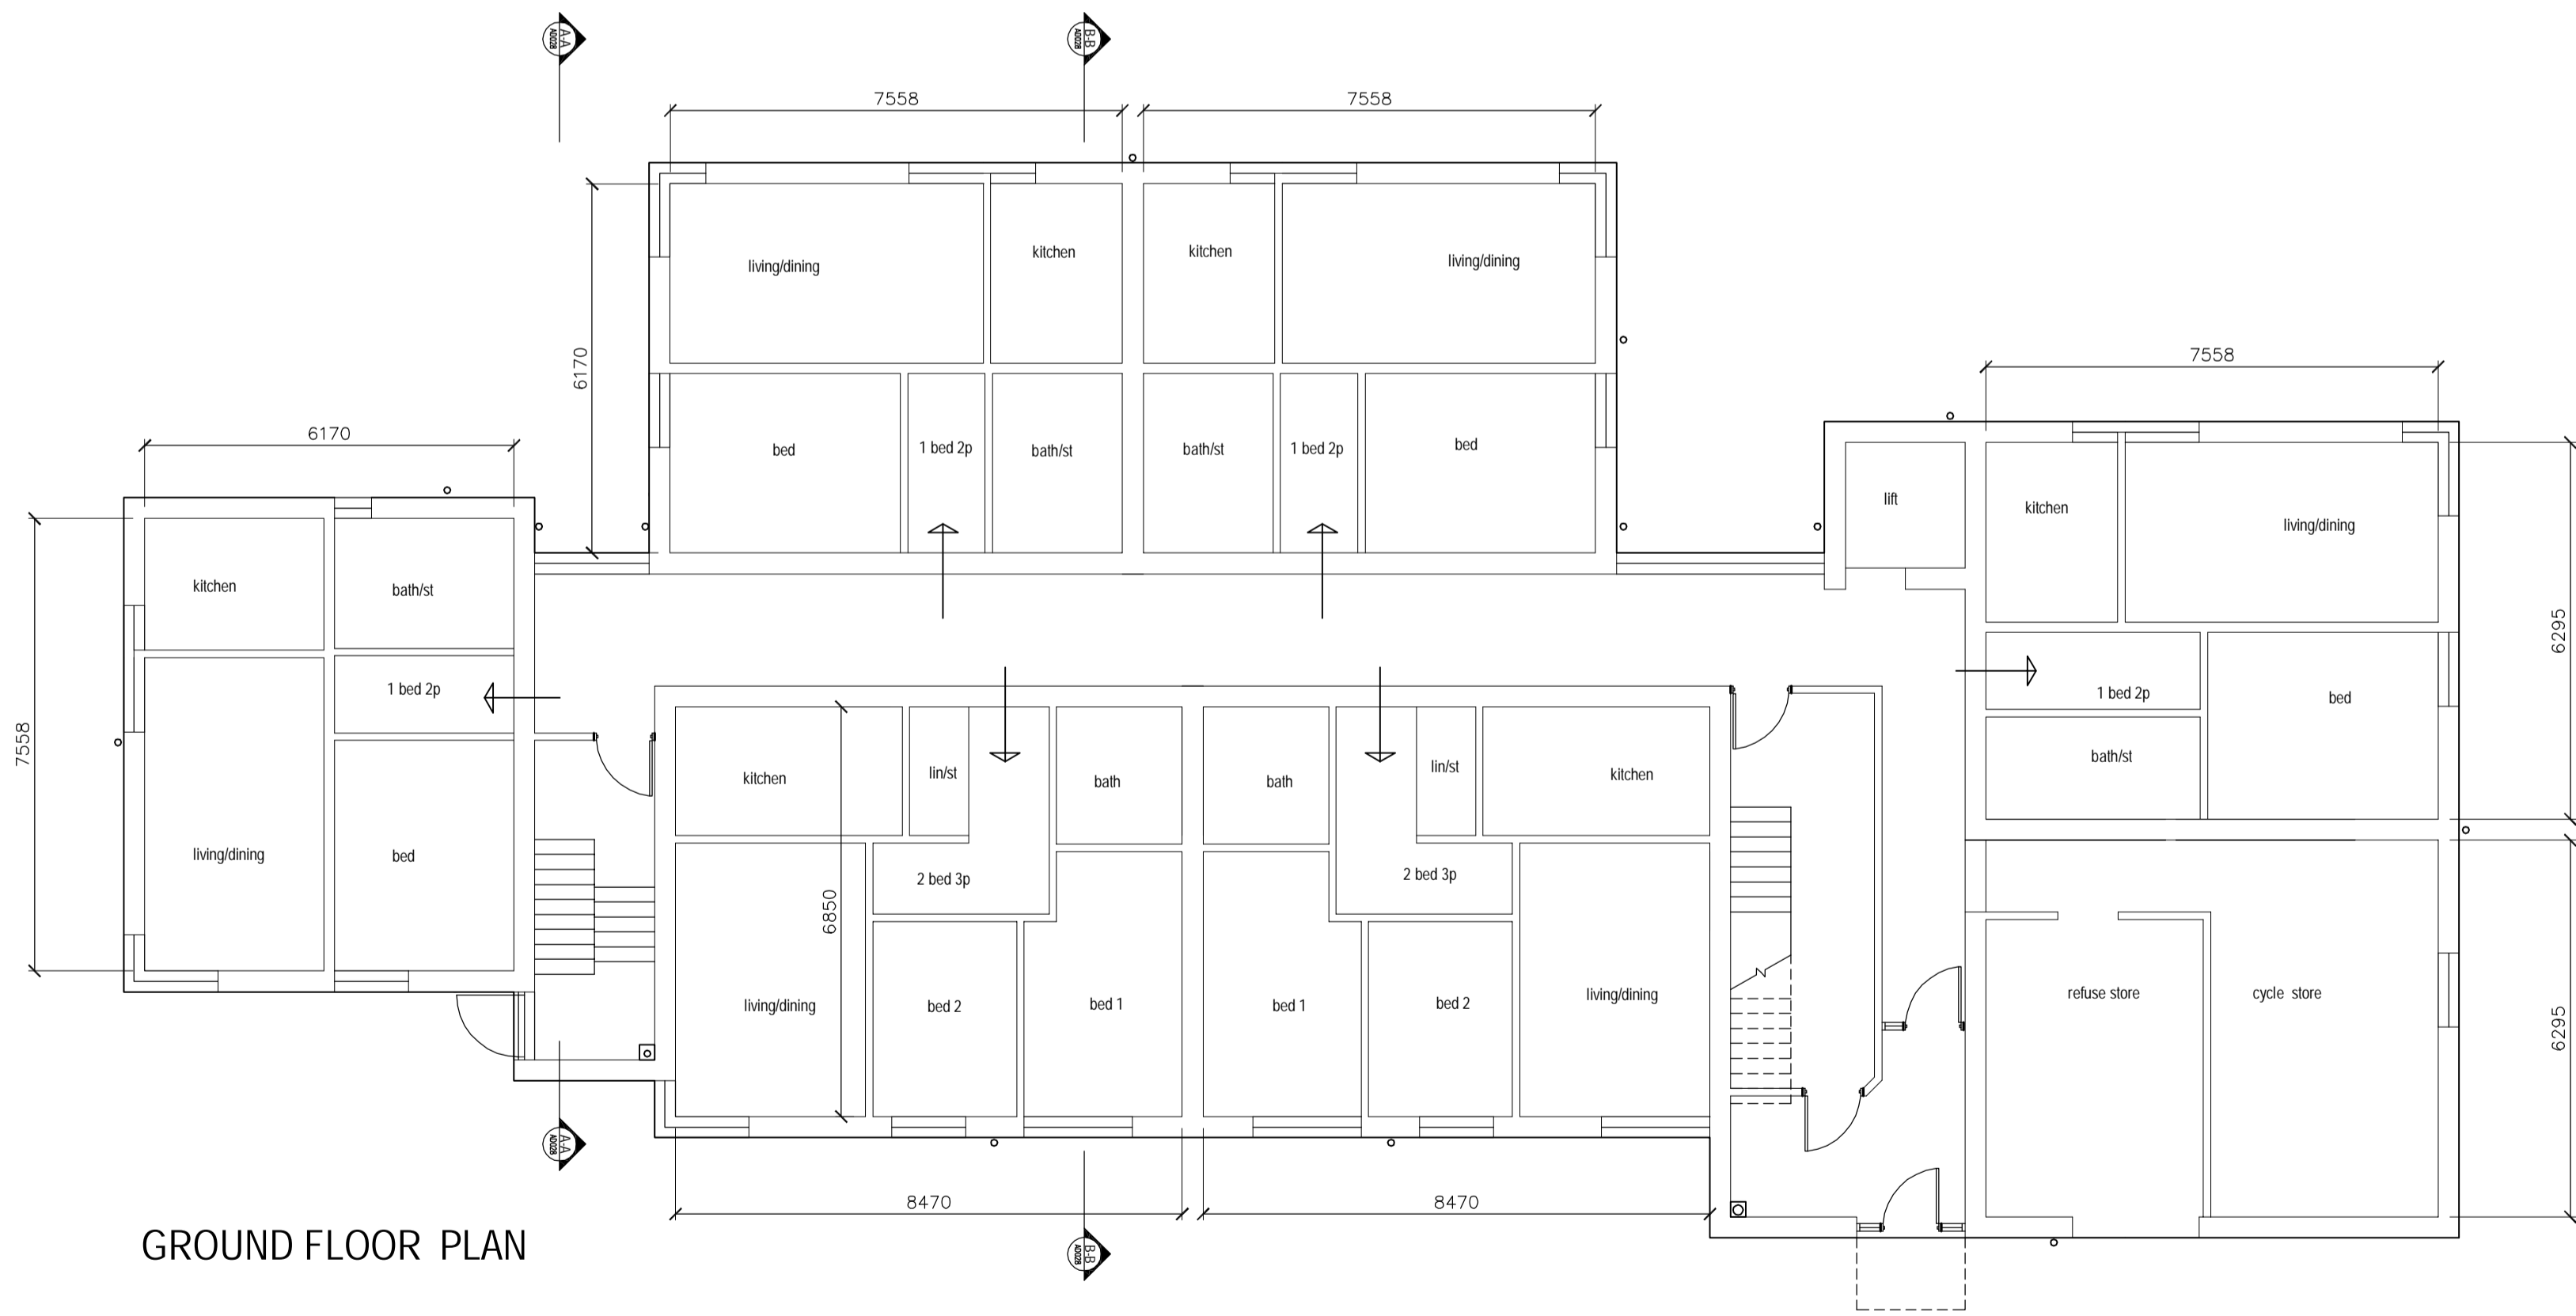 A-A
A0028
B-B
A0028
7558
7558
6170
living/dining
kitchen
kitchen
living/dining
bed
1 bed 2p
bath/st
bath/st
1 bed 2p
bed
6170
7558
kitchen
bath/st
1 bed 2p
living/dining
bed
7558
6295
lift
kitchen
living/dining
1 bed 2p
bed
bath/st
kitchen
lin/st
bath
bath
lin/st
kitchen
6850
2 bed 3p
2 bed 3p
living/dining
bed 2
bed 1
bed 1
bed 2
living/dining
refuse store
cycle store
6295
A-A
A0028
8470
8470
B-B
A0028
GROUND FLOOR PLAN